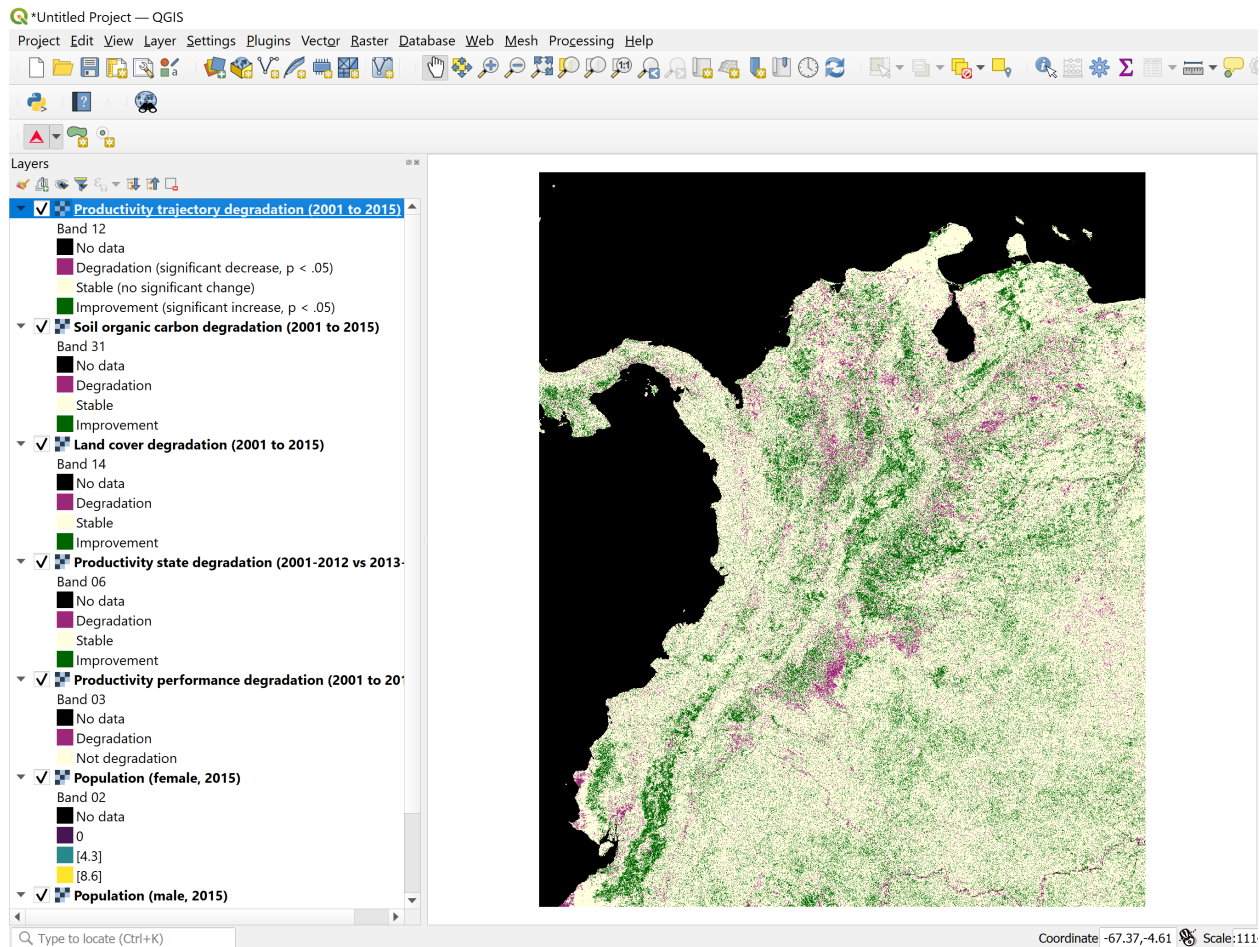 *Untitled Project — QGIS
Project Edit View Layer Settings Plugins Vector Raster Database Web Mesh Processing Help
Layers
Productivity trajectory degradation (2001 to 2015)
Band 12
No data
Degradation (significant decrease, p < .05)
Stable (no significant change)
Improvement (significant increase, p < .05)
Soil organic carbon degradation (2001 to 2015)
Band 31
No data
Degradation
Stable
Improvement
Land cover degradation (2001 to 2015)
Band 14
No data
Degradation
Stable
Improvement
Productivity state degradation (2001-2012 vs 2013-
Band 06
No data
Degradation
Stable
Improvement
Productivity performance degradation (2001 to 201
Band 03
No data
Degradation
Not degradation
Population (female, 2015)
Band 02
No data
0
[4.3]
[8.6]
Population (male, 2015)
Type to locate (Ctrl+K)
Coordinate -67.37,-4.61 Scale :111